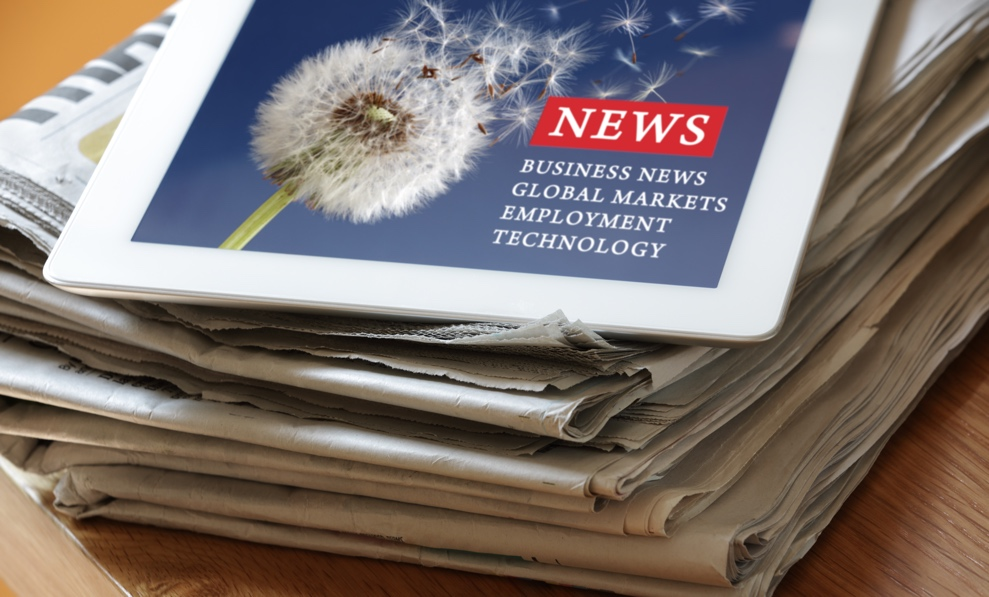 NEWS
BUSINESS NEWS
GLOBAL MARKETS
EMPLOYMENT
TECHNOLOGY